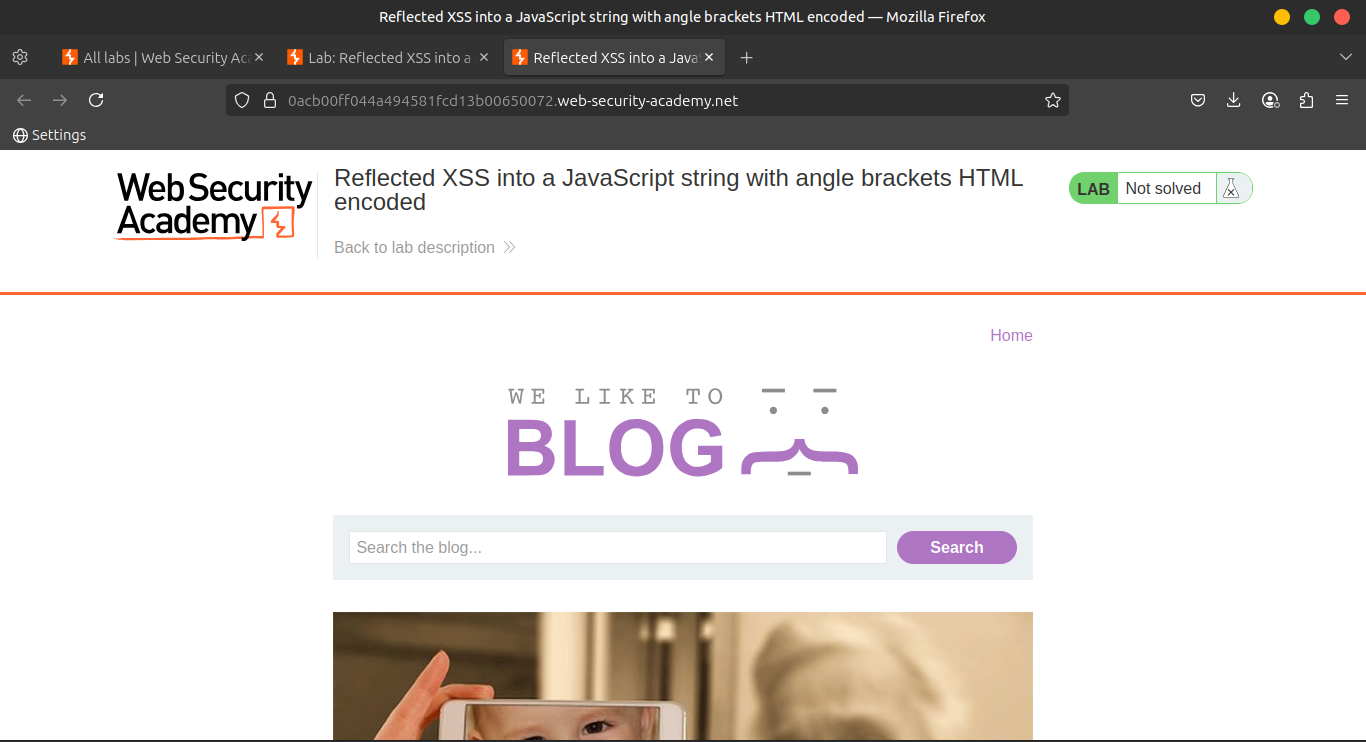 Reflected XSS into a JavaScript string with angle brackets HTML encoded — Mozilla Firefox
All labs | Web Security Ac
Lab: Reflected XSS into a
Reflected XSS into a Java
0acb00ff044a494581fcd13b00650072.web-security-academy.net
Settings
Web Security
Academy
Reflected XSS into a JavaScript string with angle brackets HTML
encoded
Back to lab description
LAB Not solved
Home
WE LIKE TO
BLOG
Search the blog...
Search